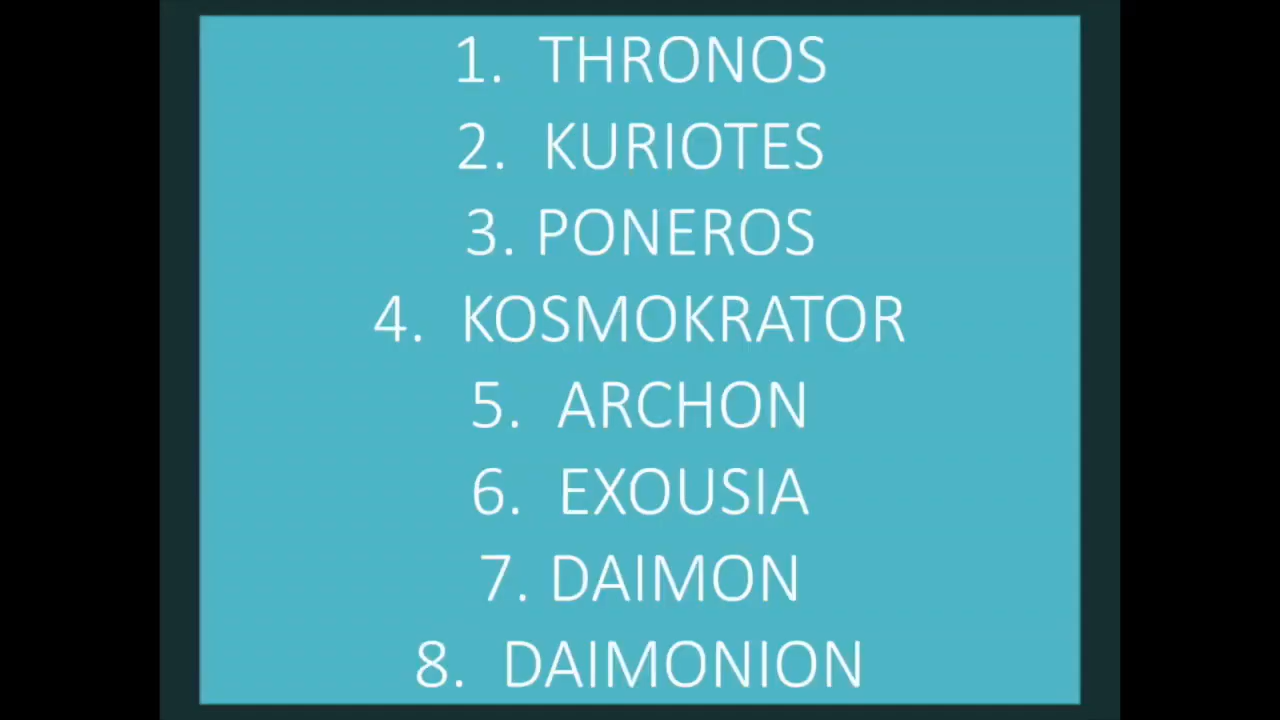 1. THRONOS
2. KURIOTES
3. PONEROS
4. KOSMOKRATOR
5. ARCHON
6. EXOUSIA
7. DAIMON
8. DAIMONION